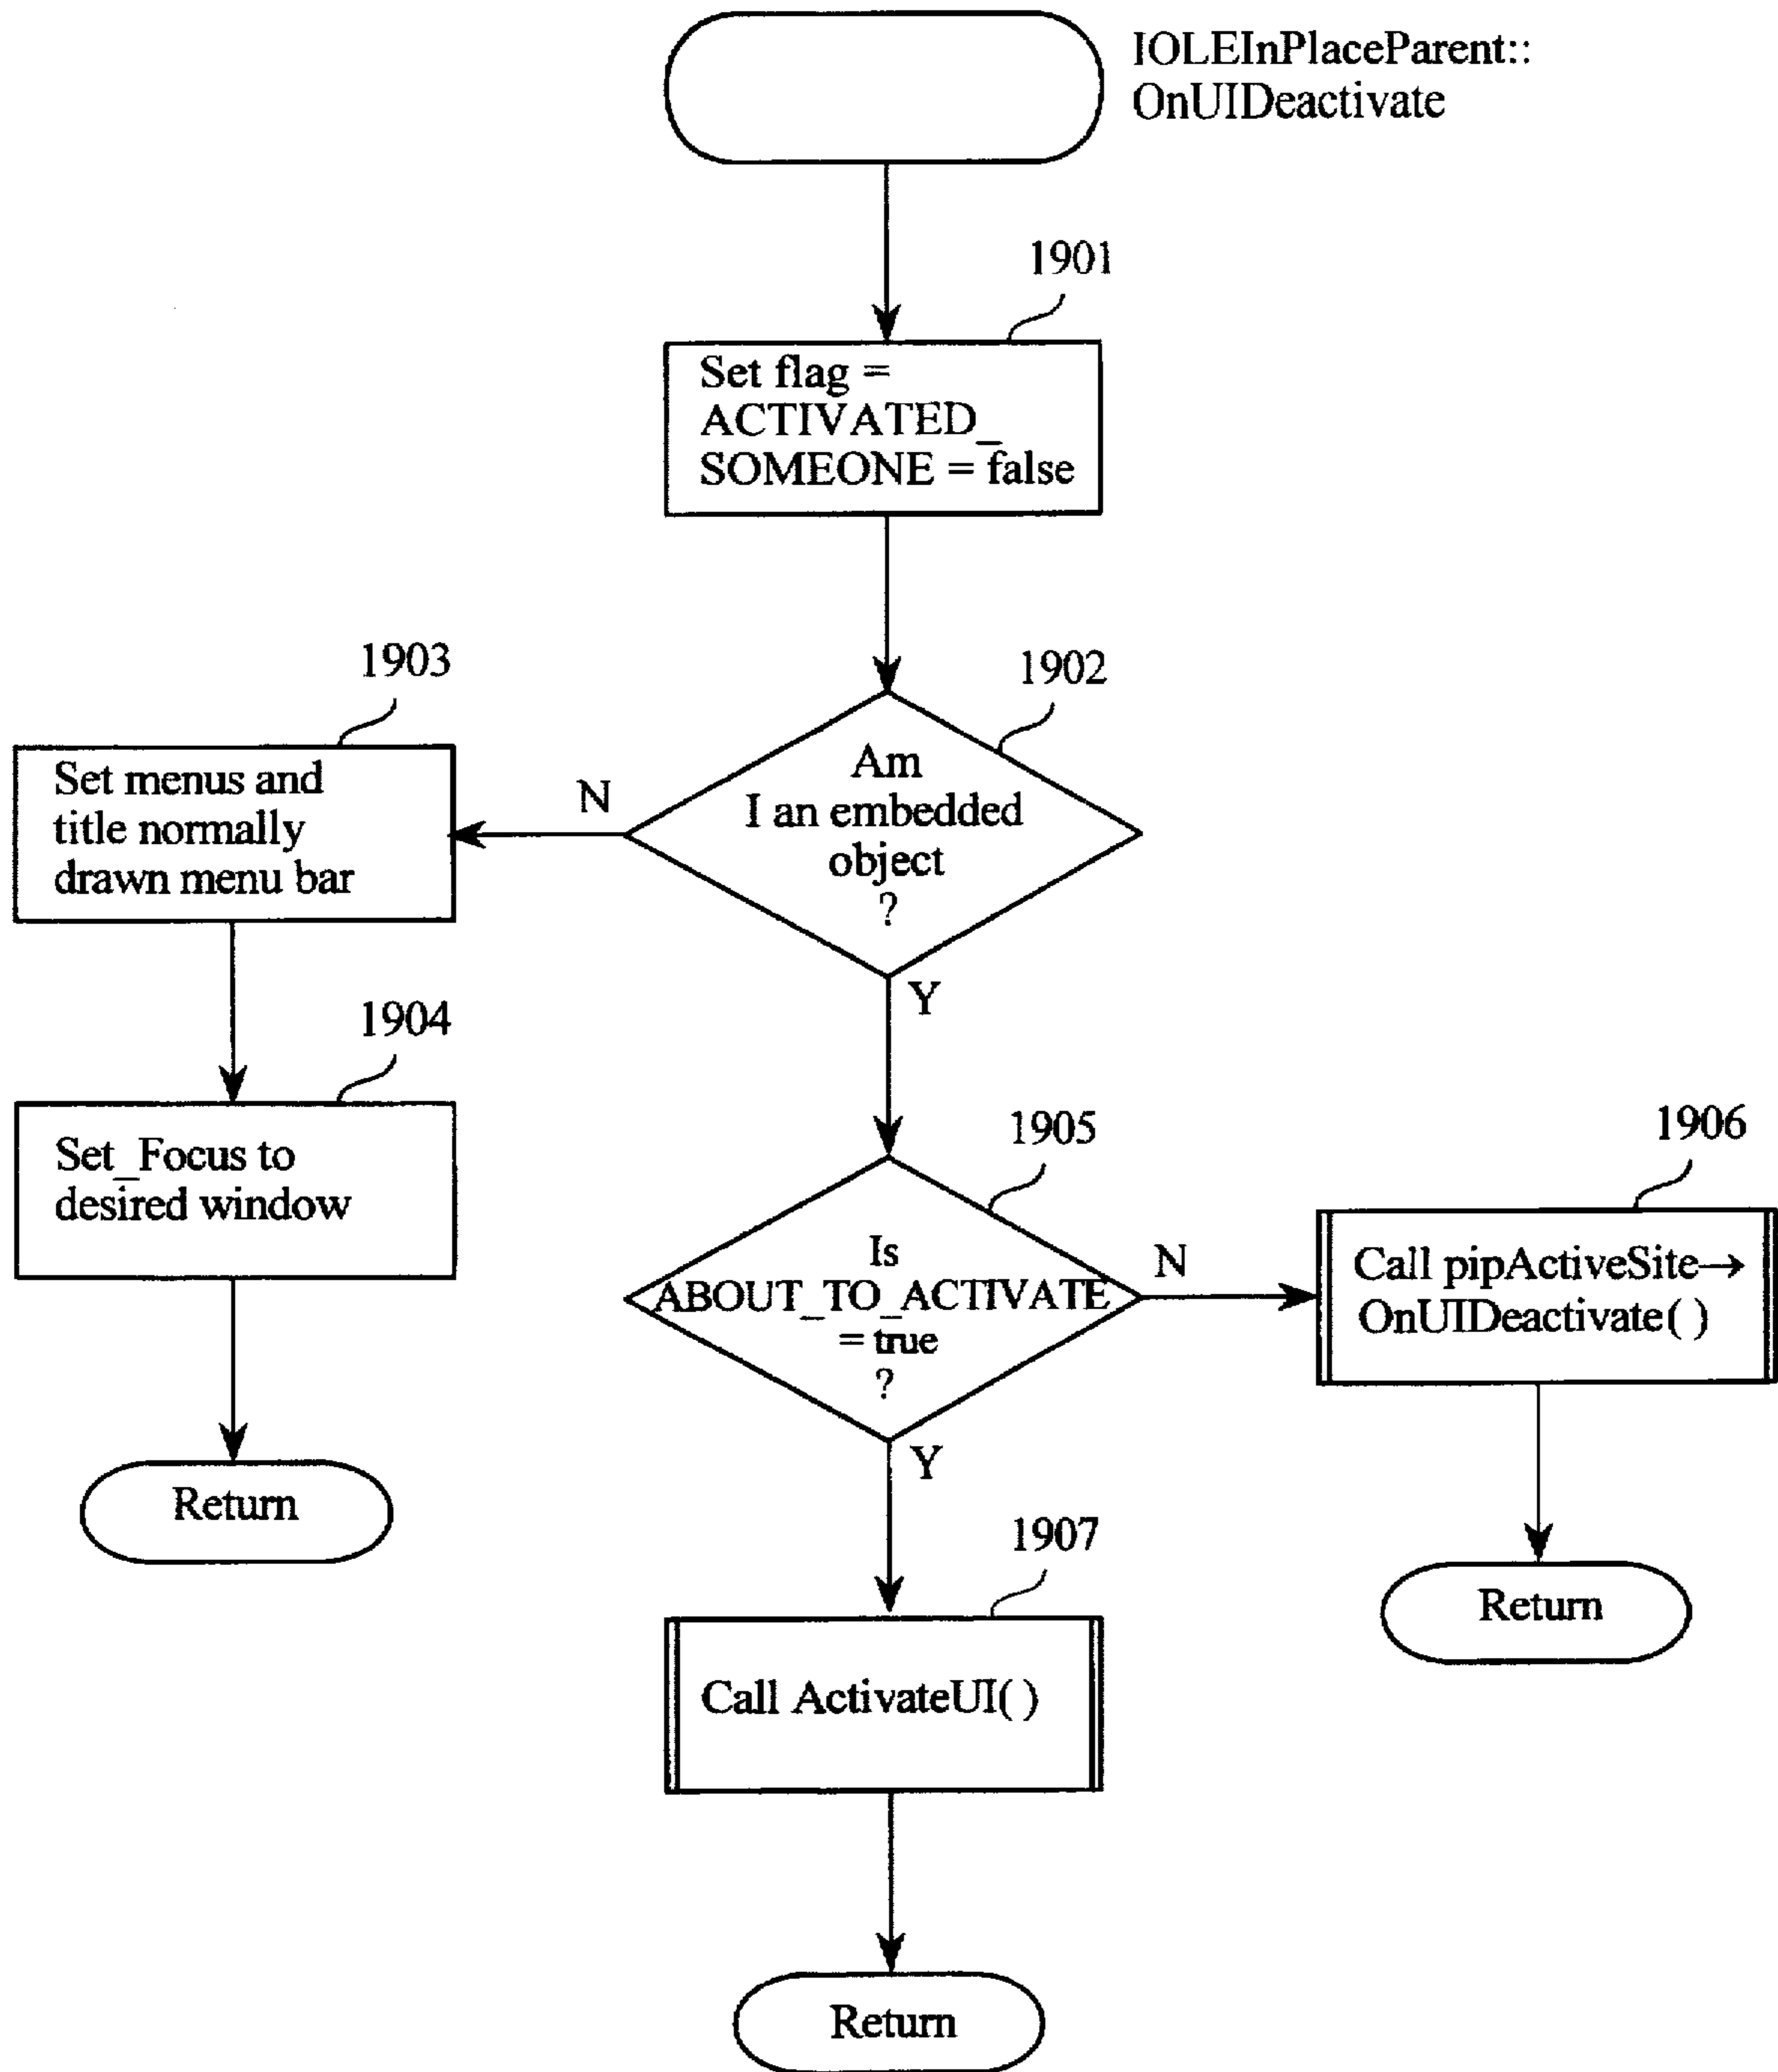 IOLEInPlaceParent::
OnUIDeactivate
1901
Set flag =
ACTIVATED_
SOMEONE = false
1902
Am
I an embedded
object
?
N
Y
1903
Set menus and
title normally
drawn menu bar
1904
Set_Focus to
desired window
Return
1905
Is
ABOUT_TO_ACTIVATE
= true
?
N
Y
1906
Call pipActiveSite→
OnUIDeactivate( )
Return
1907
Call ActivateUI( )
Return